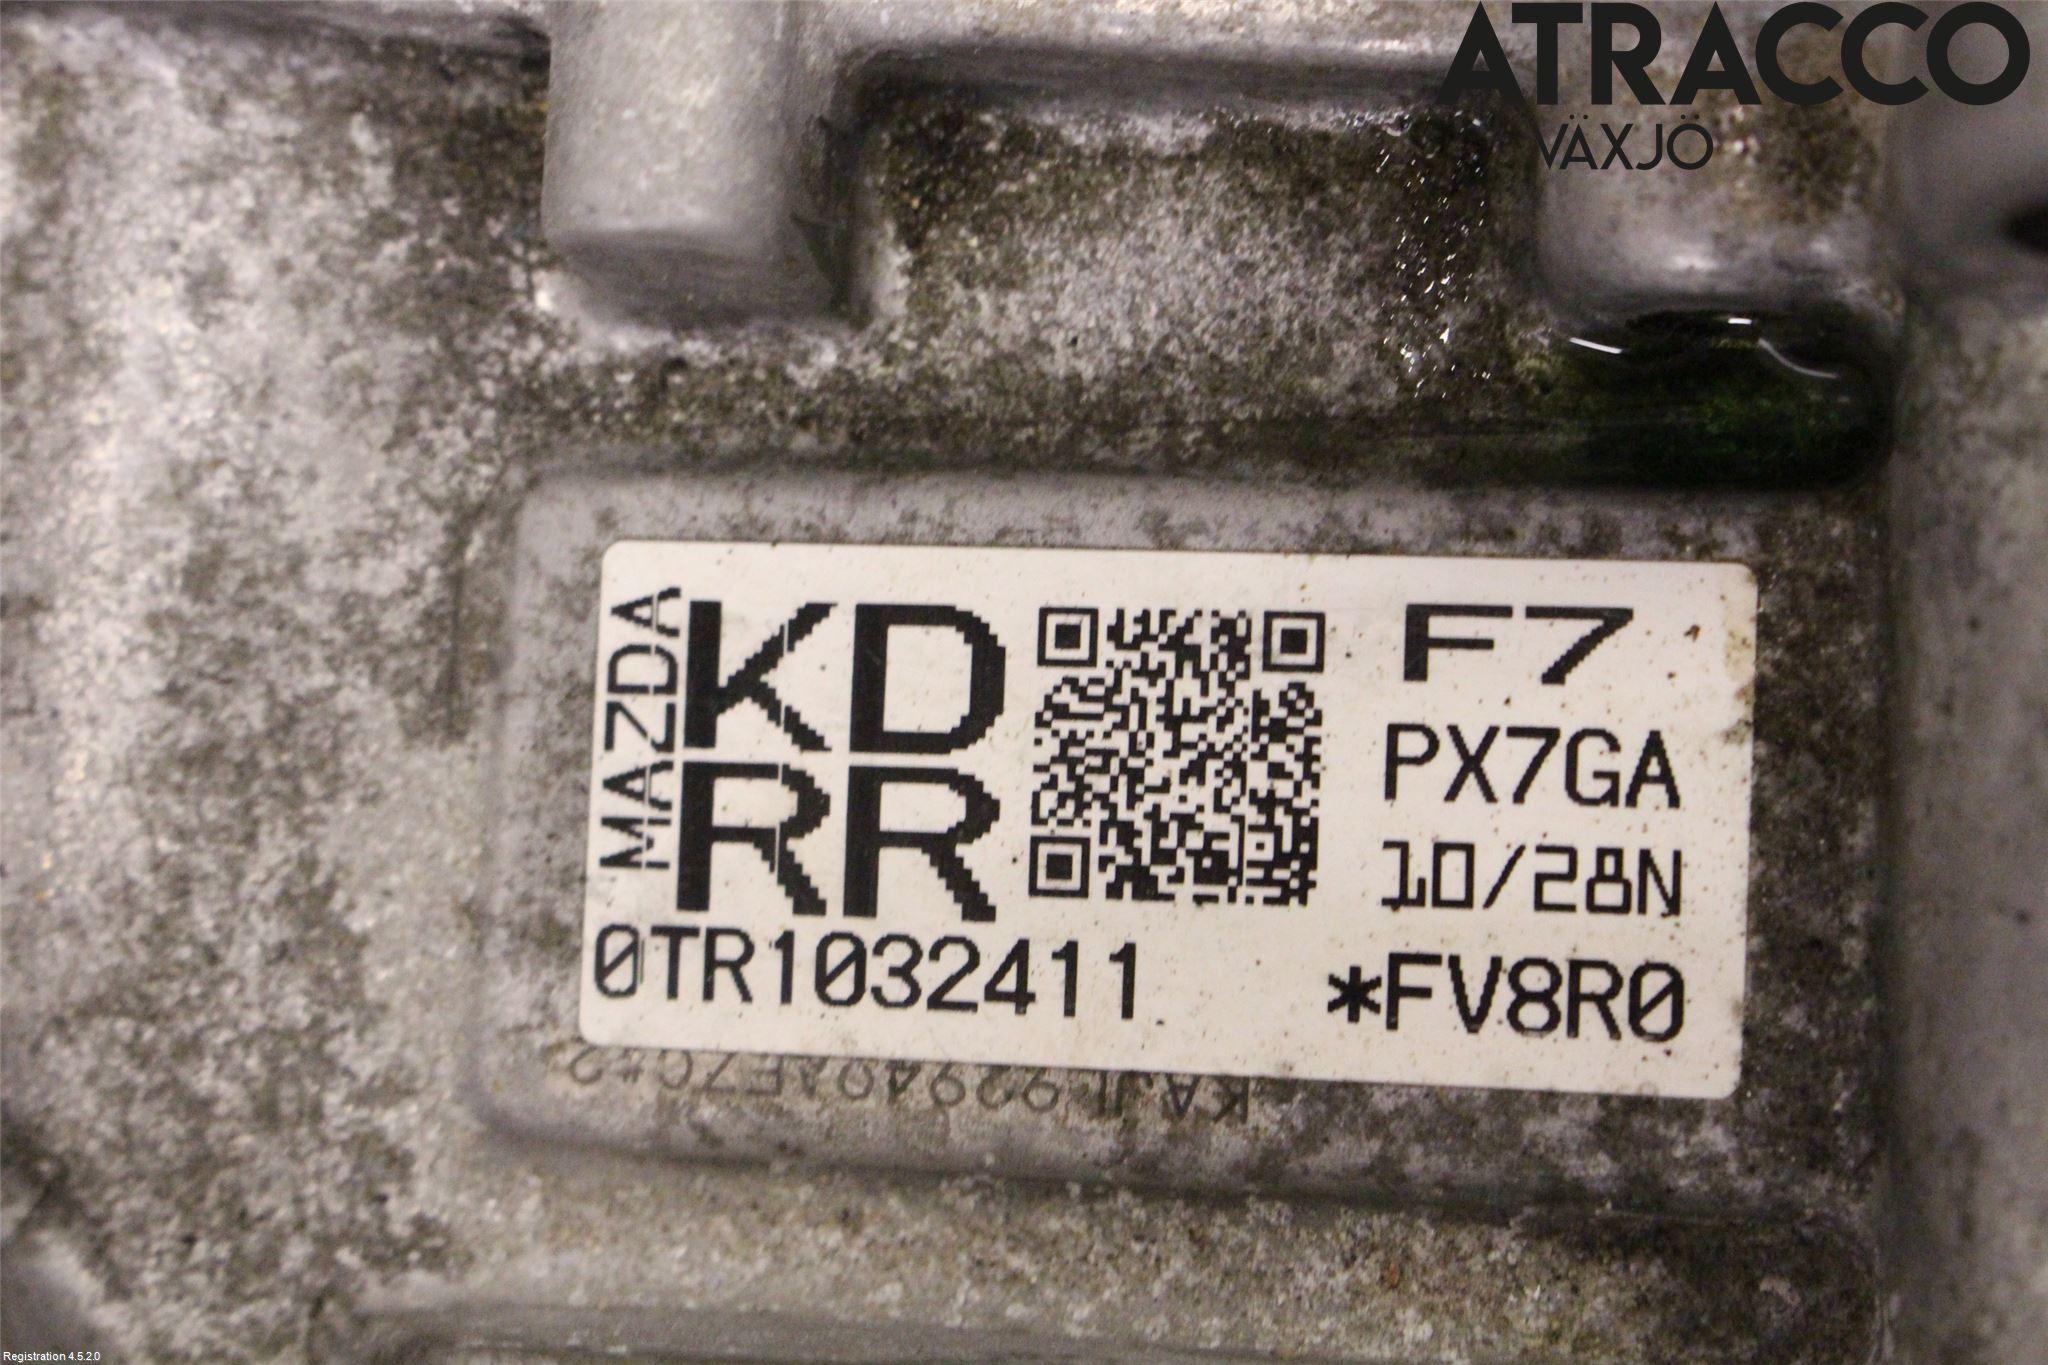 ATRACCO
VÄXJÖ
MAZDA
KD
RR
F7
PX7GA
10/28N
0TR1032411
*FV8R0
Registration 4.5.2.0